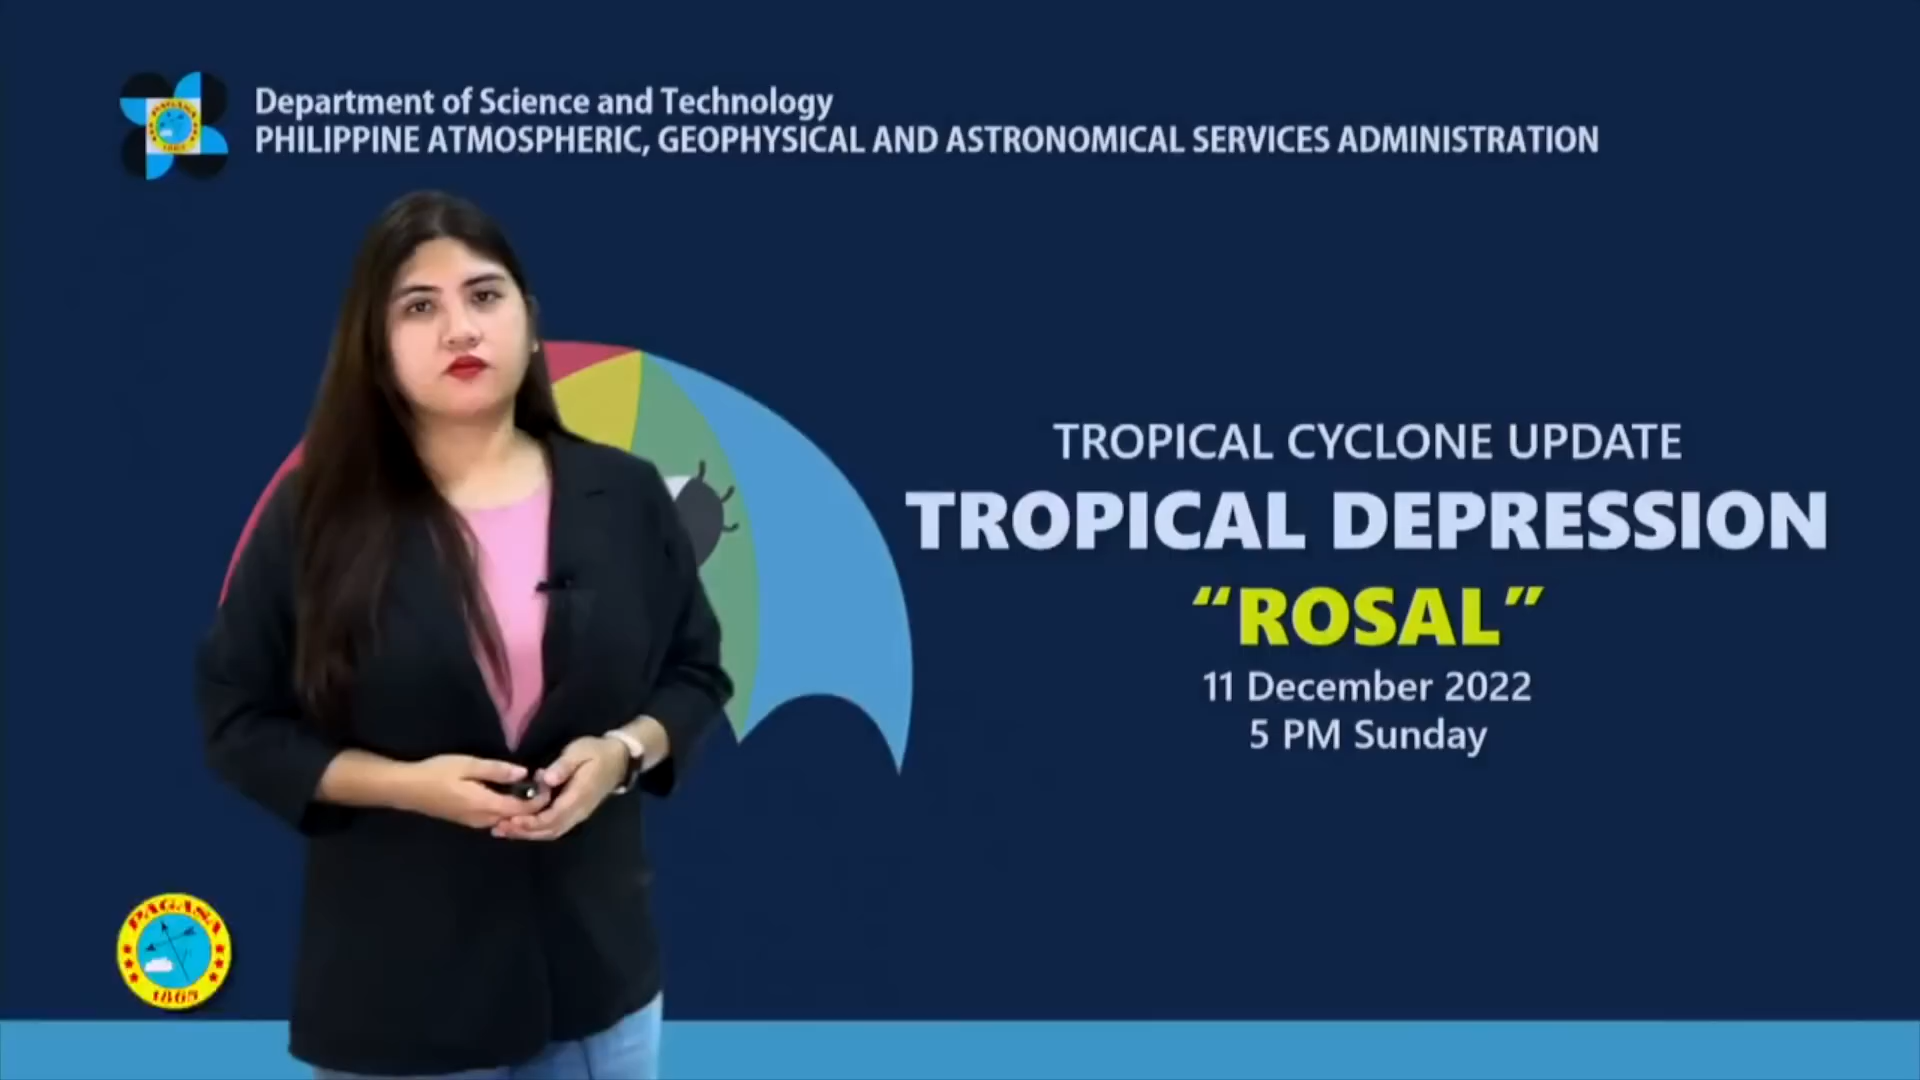 Department of Science and Technology
PHILIPPINE ATMOSPHERIC, GEOPHYSICAL AND ASTRONOMICAL SERVICES ADMINISTRATION
TROPICAL CYCLONE UPDATE
TROPICAL DEPRESSION
“ROSAL”
11 December 2022
5 PM Sunday
PAGASA
1865